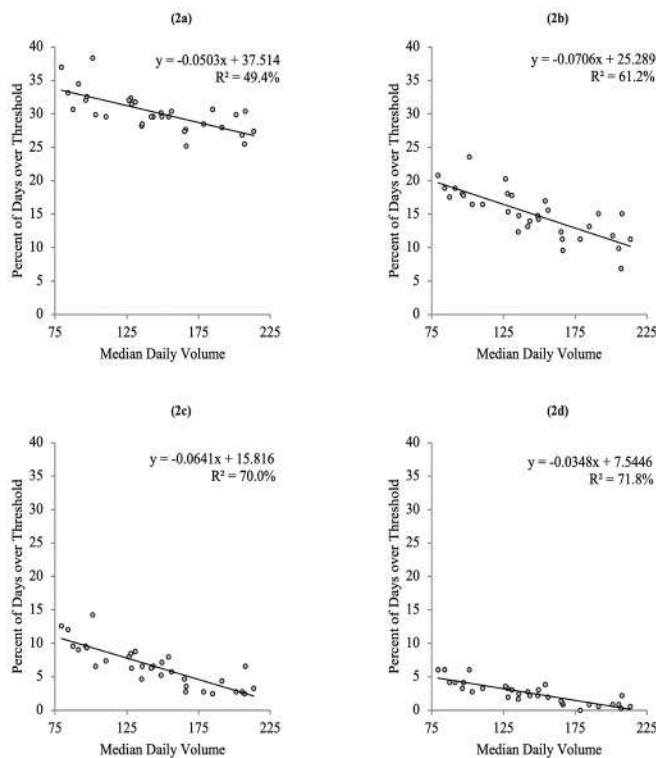 (2a)
y = -0.0503x + 37.514
R² = 49.4%
40
35
30
25
20
15
10
5
0
75 125 175 225
Percent of Days over Threshold
Median Daily Volume
(2b)
y = -0.0706x + 25.289
R² = 61.2%
40
35
30
25
20
15
10
5
0
75 125 175 225
Percent of Days over Threshold
Median Daily Volume
(2c)
y = -0.0641x + 15.816
R² = 70.0%
40
35
30
25
20
15
10
5
0
75 125 175 225
Percent of Days over Threshold
Median Daily Volume
(2d)
y = -0.0348x + 7.5446
R² = 71.8%
40
35
30
25
20
15
10
5
0
75 125 175 225
Percent of Days over Threshold
Median Daily Volume